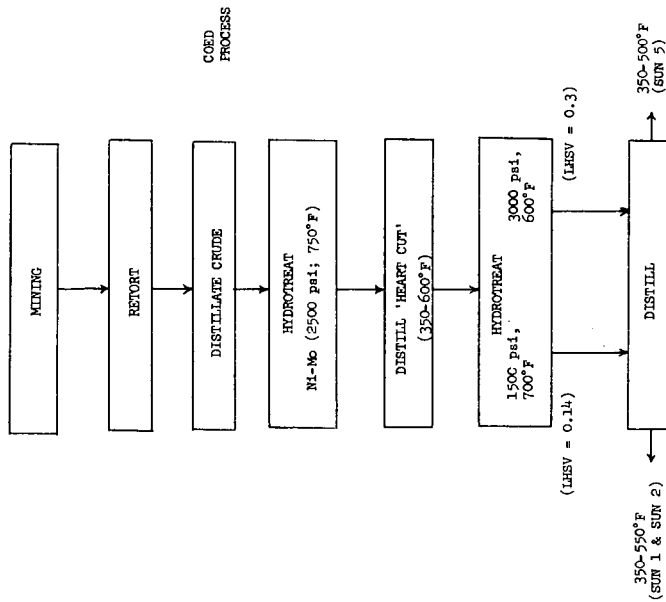 COED
PROCESS
MINING
RETORT
DISTILLATE CRUDE
HYDROTREAT
Ni-Mo (2500 psi; 750°F)
DISTILL 'HEART CUT'
(350-600°F)
HYDROTREAT
150C psi,
700°F
3000 psi,
600°F
(LHSV = 0.14)
(LHSV = 0.3)
DISTILL
350-550°F
(SUN 1 & SUN 2)
350-500°F
(SUN 5)